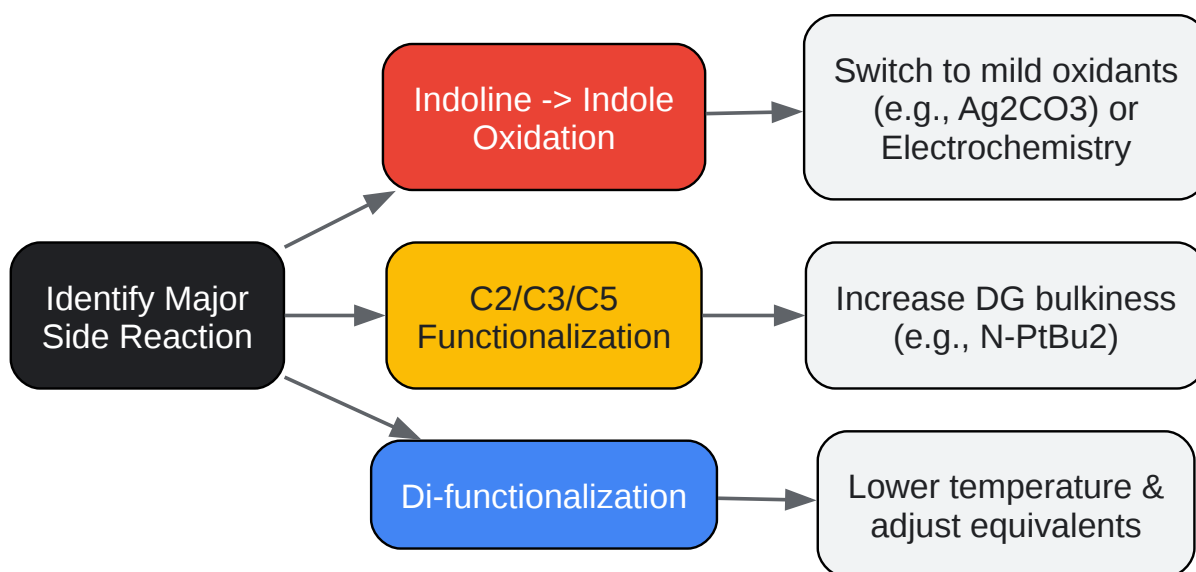 Identify Major
Side Reaction
Indoline -> Indole
Oxidation
Switch to mild oxidants
(e.g., Ag2CO3) or
Electrochemistry
C2/C3/C5
Functionalization
Increase DG bulkiness
(e.g., N-PtBu2)
Di-functionalization
Lower temperature &
adjust equivalents